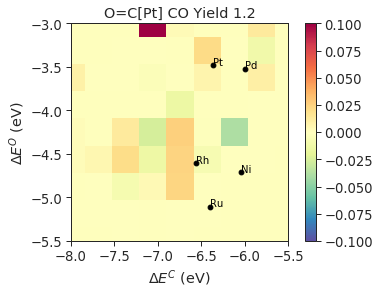 O=C[Pt] CO Yield 1.2
ΔE^O (eV)
−3.0
−3.5
−4.0
−4.5
−5.0
−5.5
Pt
Pd
Rh
Ni
Ru
−8.0 −7.5 −7.0 −6.5 −6.0 −5.5
ΔE^C (eV)
0.100
0.075
0.050
0.025
0.000
−0.025
−0.050
−0.075
−0.100